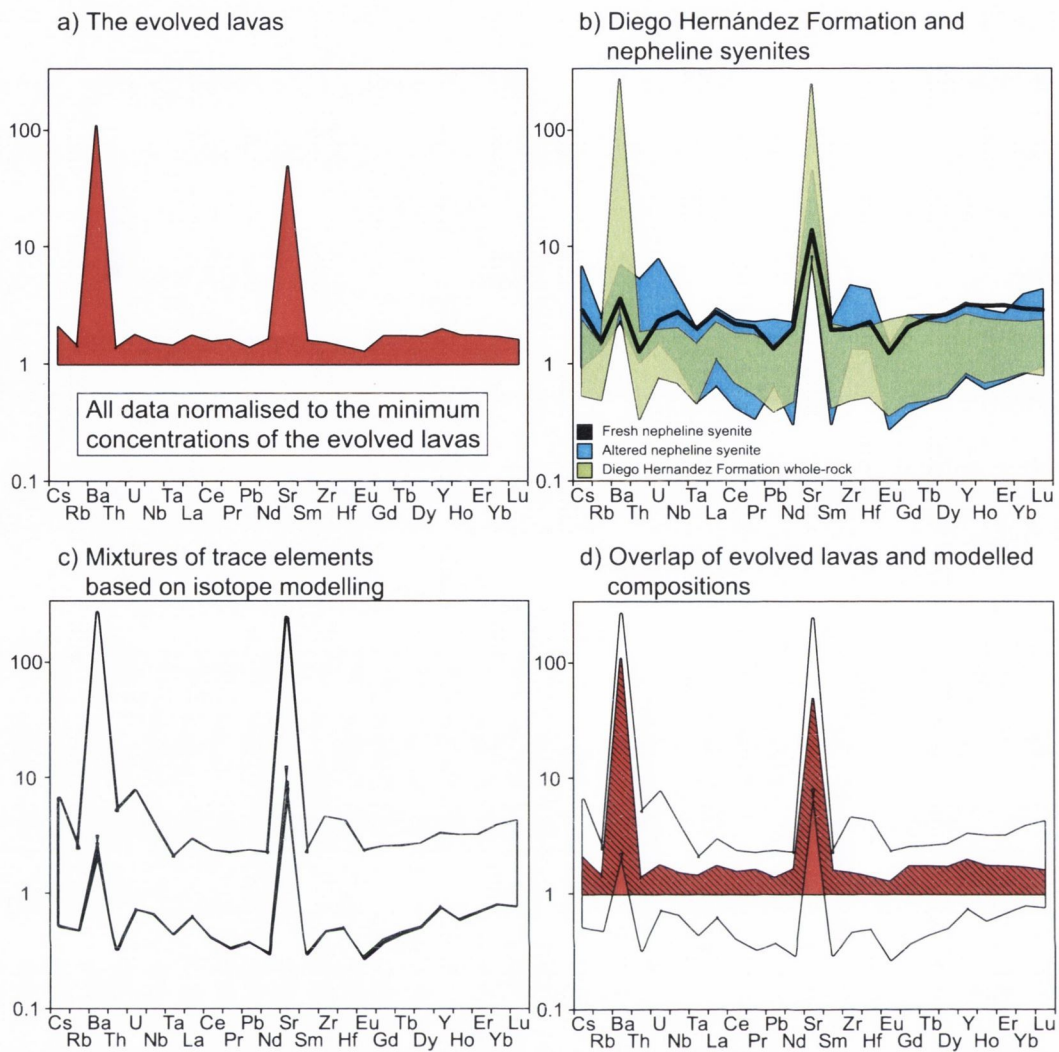 a) The evolved lavas
100
10
1
0.1
All data normalised to the minimum
concentrations of the evolved lavas
Cs Ba U Ta Ce Pb Sr Zr Eu Tb Y Er Lu
Rb Th Nb La Pr Nd Sm Hf Gd Dy Ho Yb
b) Diego Hernández Formation and
nepheline syenites
100
10
1
0.1
Fresh nepheline syenite
Altered nepheline syenite
Diego Hernandez Formation whole-rock
Cs Ba U Ta Ce Pb Sr Zr Eu Tb Y Er Lu
Rb Th Nb La Pr Nd Sm Hf Gd Dy Ho Yb
c) Mixtures of trace elements
based on isotope modelling
100
10
1
0.1
Cs Ba U Ta Ce Pb Sr Zr Eu Tb Y Er Lu
Rb Th Nb La Pr Nd Sm Hf Gd Dy Ho Yb
d) Overlap of evolved lavas and modelled
compositions
100
10
1
0.1
Cs Ba U Ta Ce Pb Sr Zr Eu Tb Y Er Lu
Rb Th Nb La Pr Nd Sm Hf Gd Dy Ho Yb